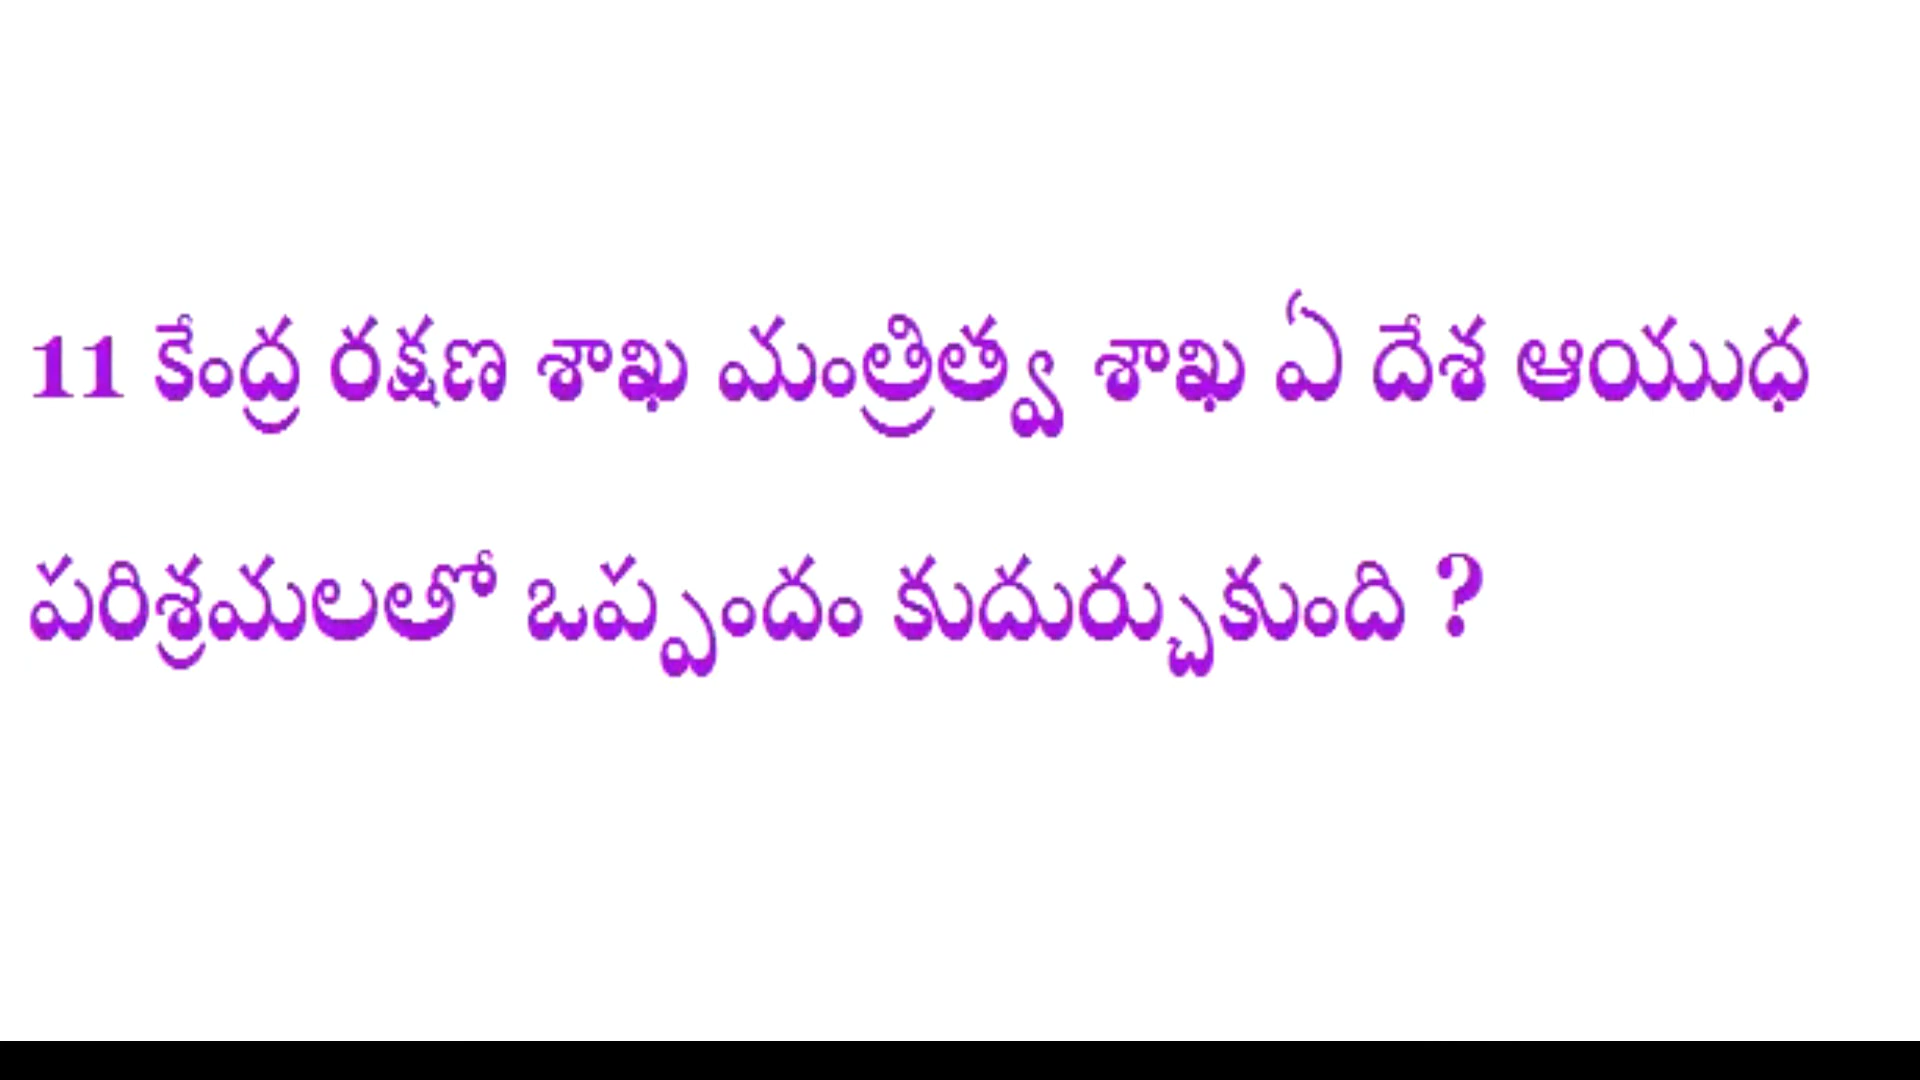 11 కేంద్ర రక్షణ శాఖ మంత్రిత్వ శాఖ ఏ దేశ ఆయుధ
పరిశ్రమలతో ఒప్పందం కుదుర్చుకుంది ?